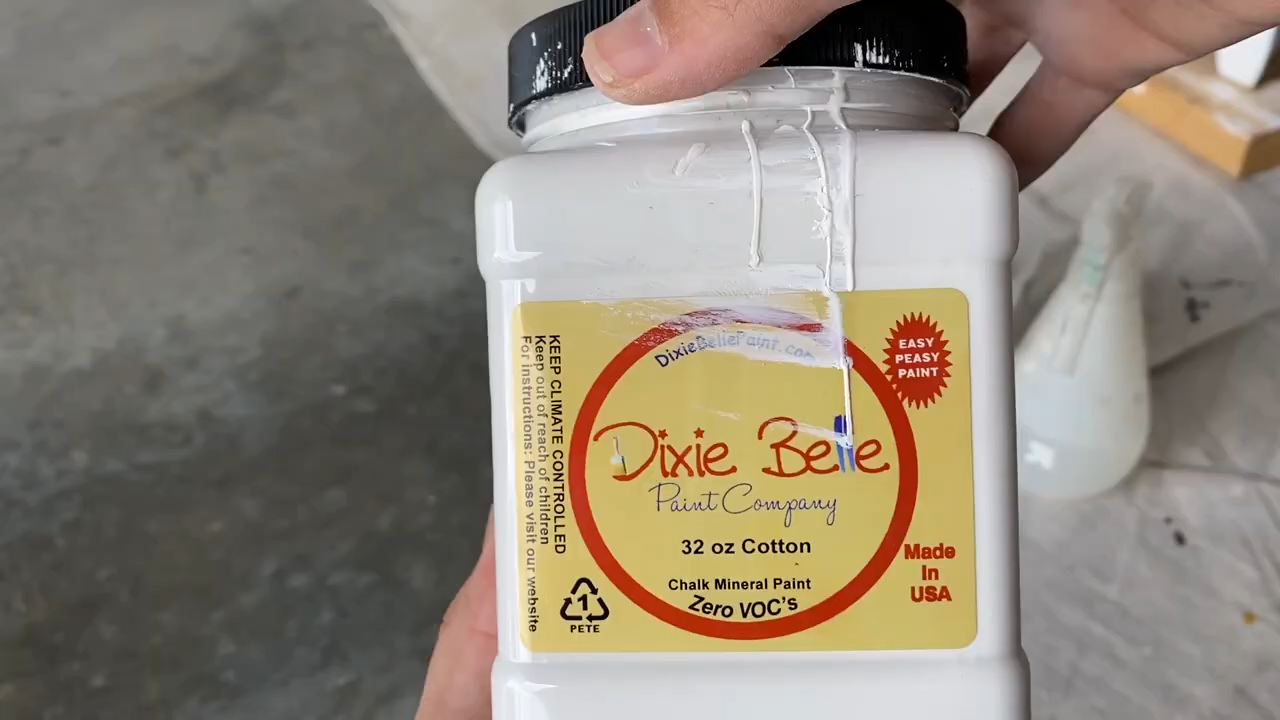 KEEP CLIMATE CONTROLLED
Keep out of reach of children
For instructions: Please visit our website
DixieBellePaint.com
EASY
PEASY
PAINT
Dixie Belle
Paint Company
32 oz Cotton
Chalk Mineral Paint
Zero VOC's
Made
In
USA
1
PETE